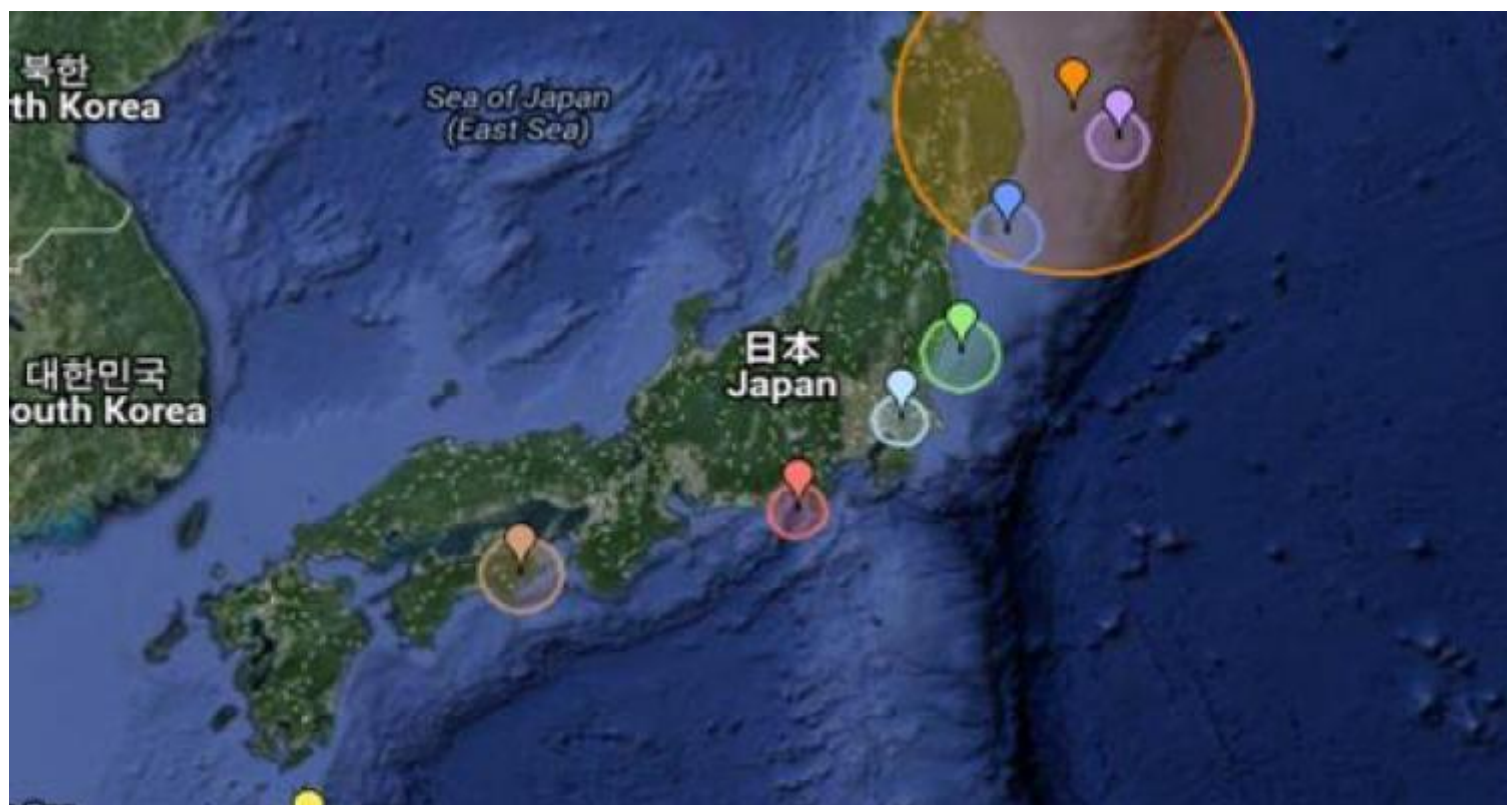 북한
th Korea
Sea of Japan
(East Sea)
日本
Japan
대한민국
outh Korea